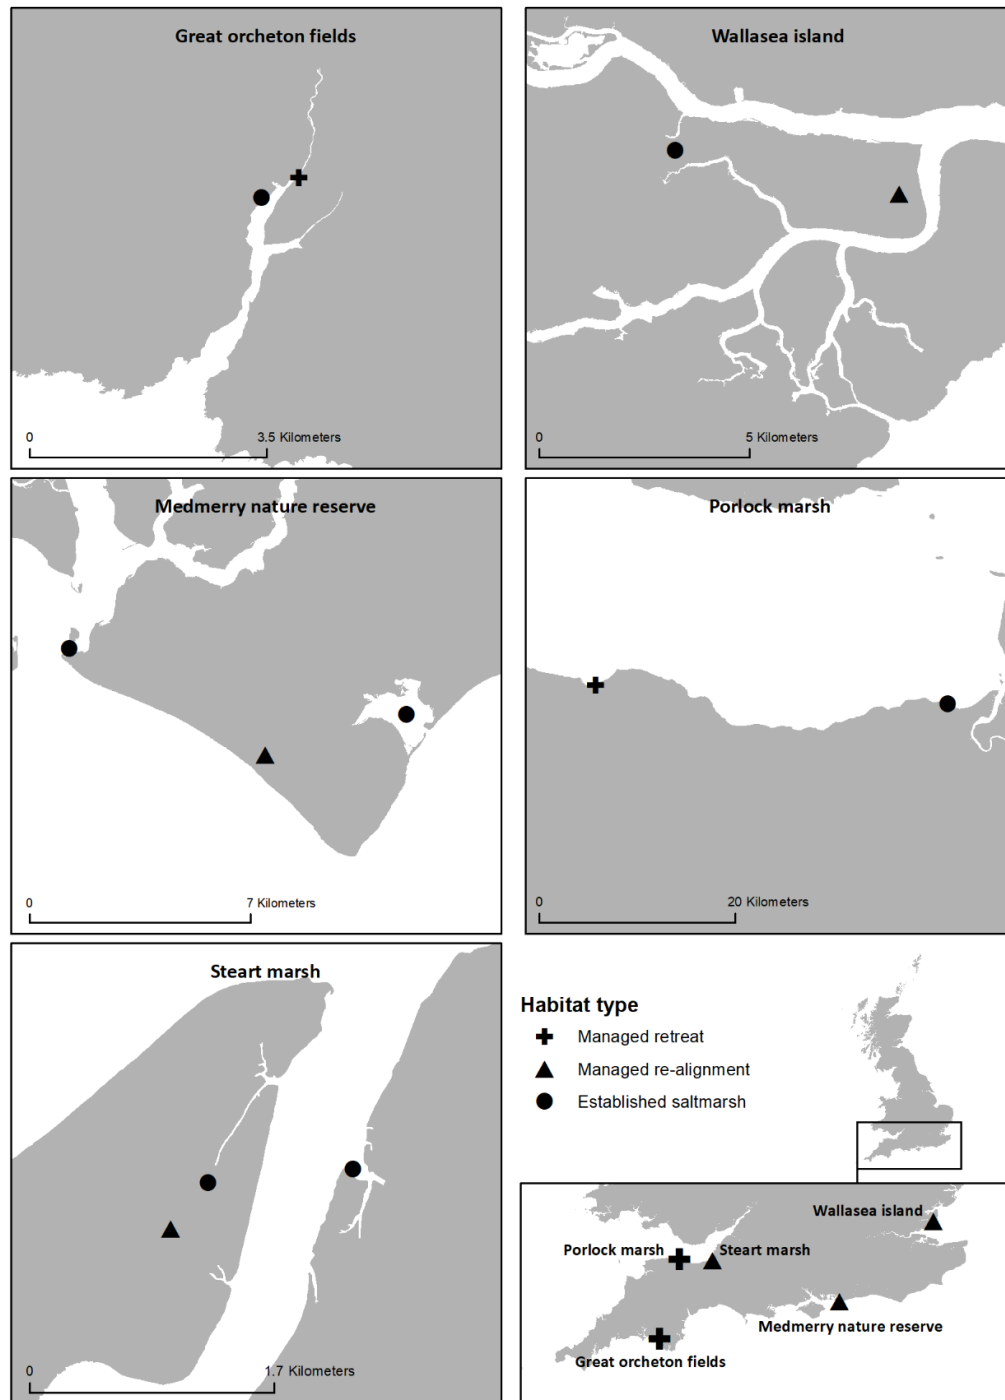 Great orcheton fields
0
3.5 Kilometers
Wallasea island
0
5 Kilometers
Medmerry nature reserve
0
7 Kilometers
Porlock marsh
0
20 Kilometers
Steart marsh
0
1.7 Kilometers
Habitat type
Managed retreat
Managed re-alignment
Established saltmarsh
Wallasea island
Porlock marsh
Steart marsh
Medmerry nature reserve
Great orcheton fields